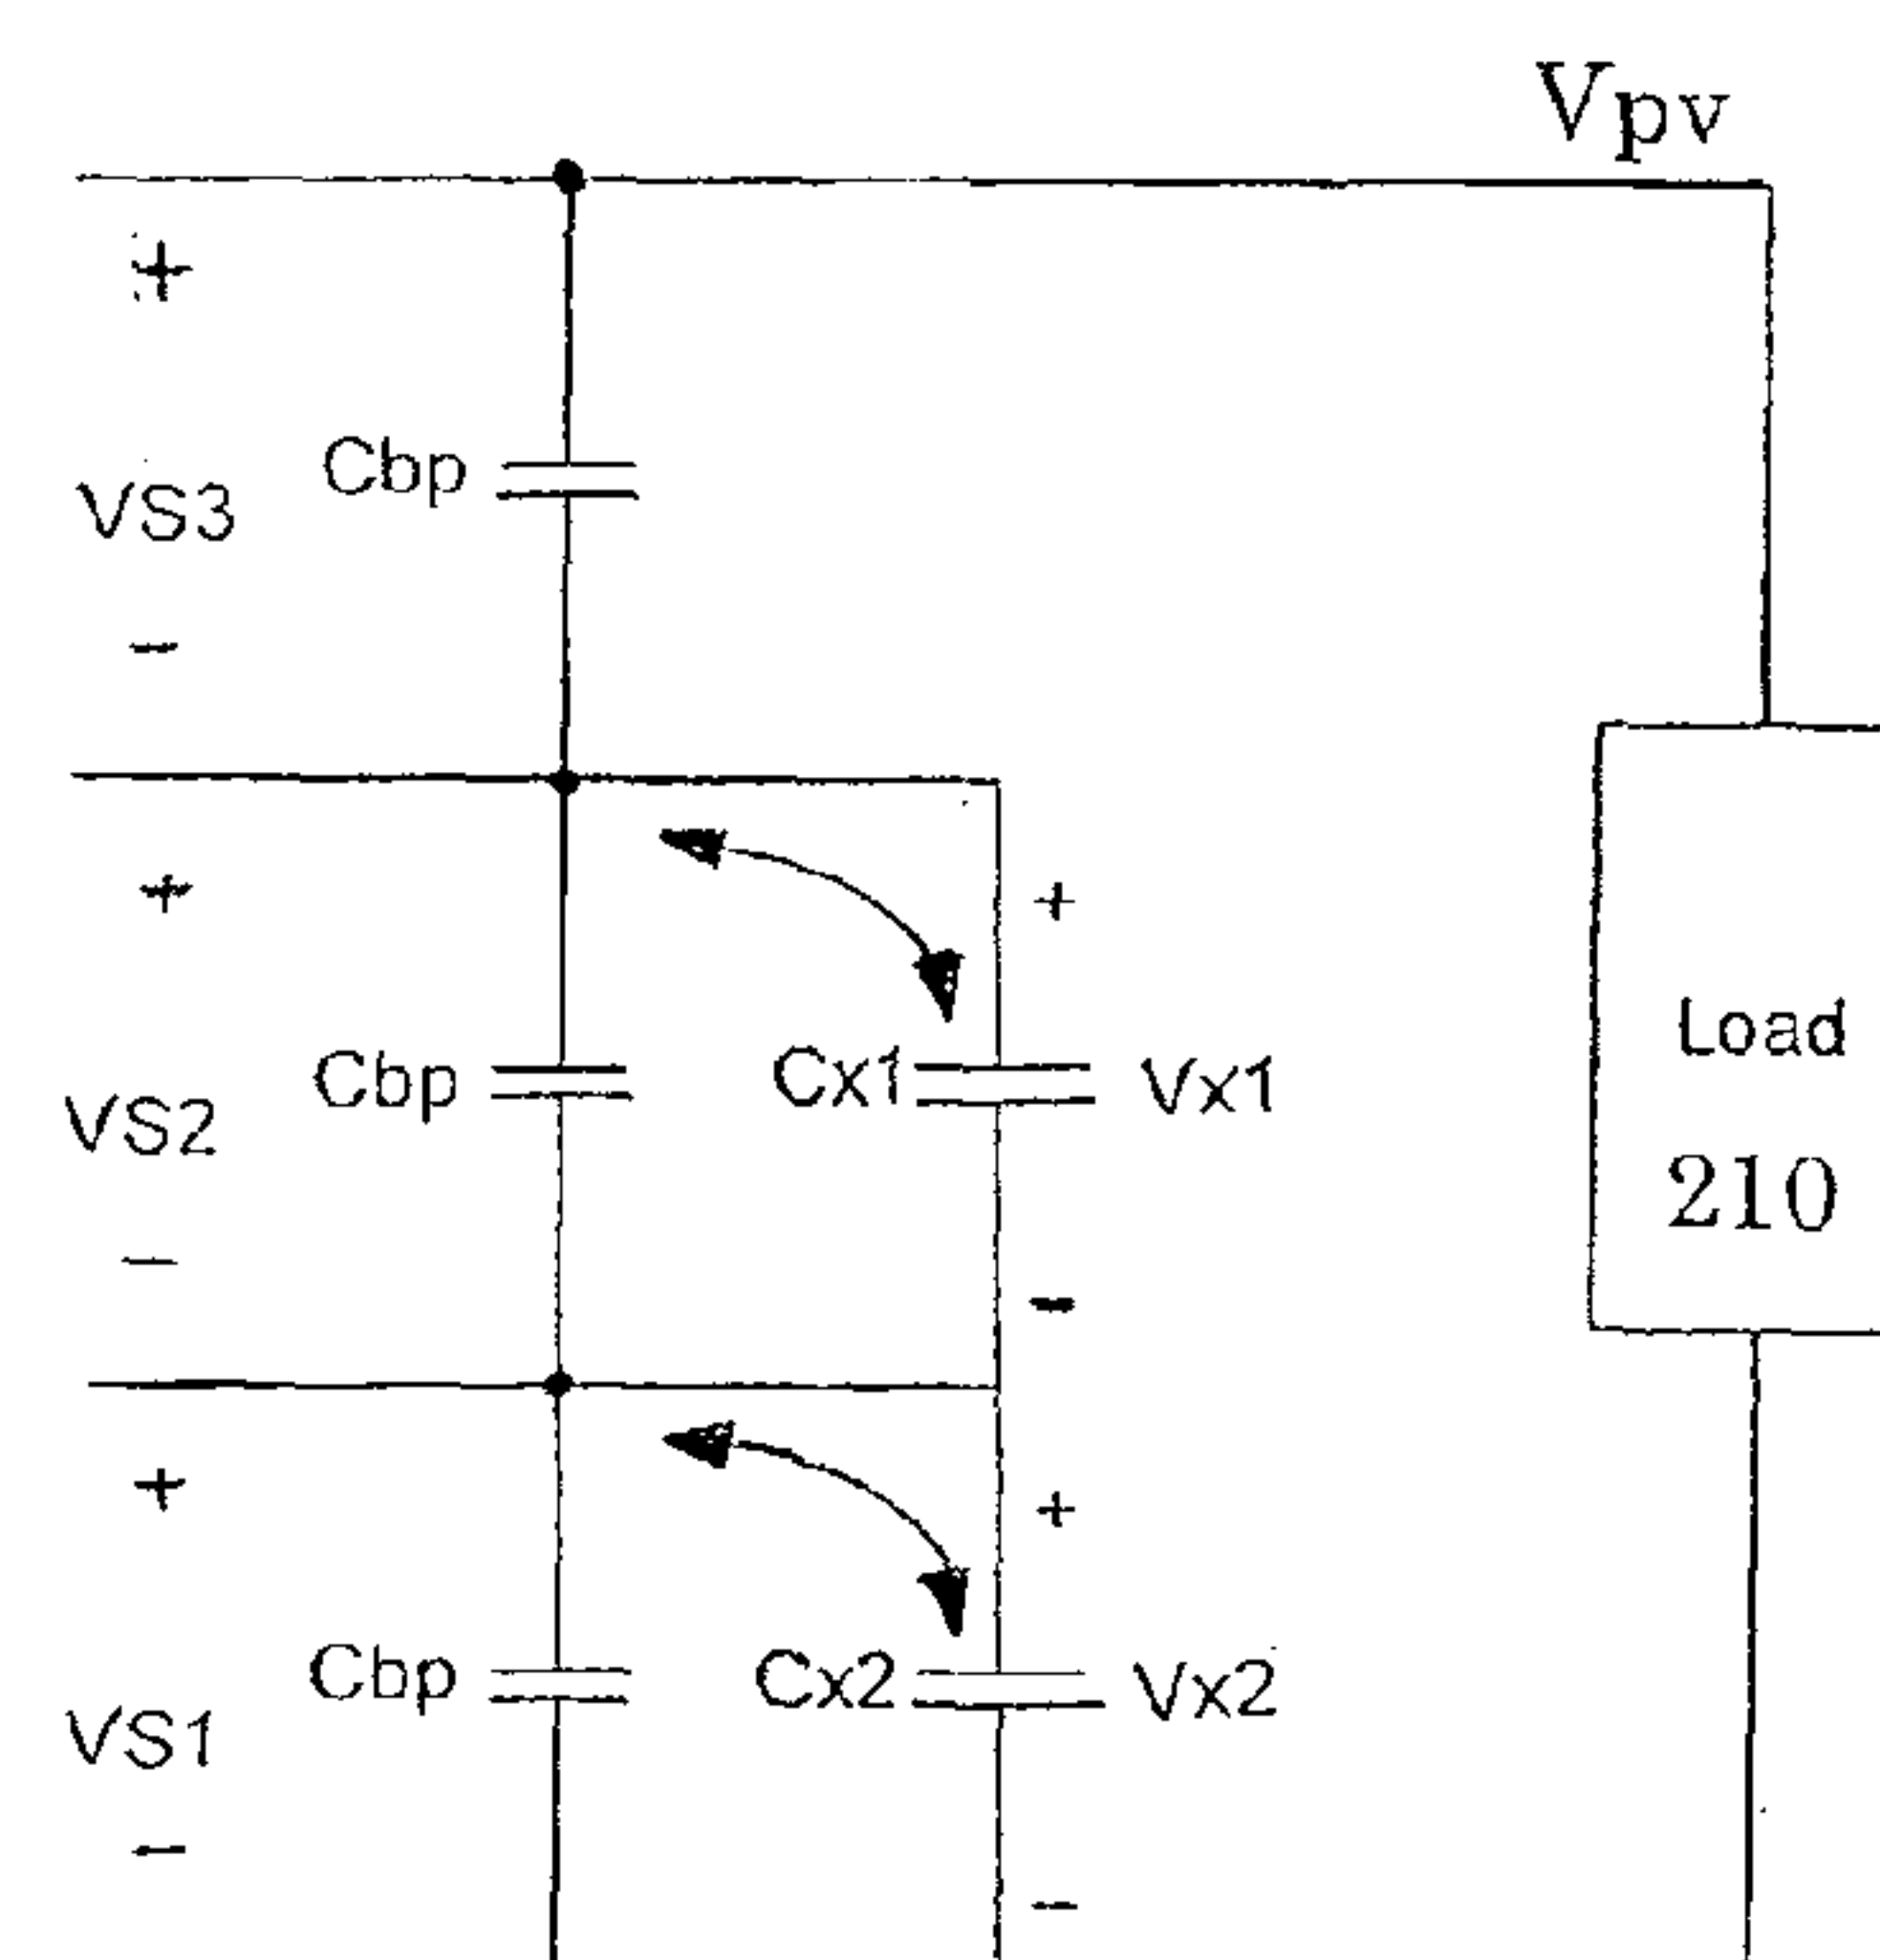 Vpv
+
Cbp
VS3
−
+
+
Cbp
Cx1
Vx1
VS2
−
−
Load
210
+
+
Cbp
Cx2
Vx2
VS1
−
−